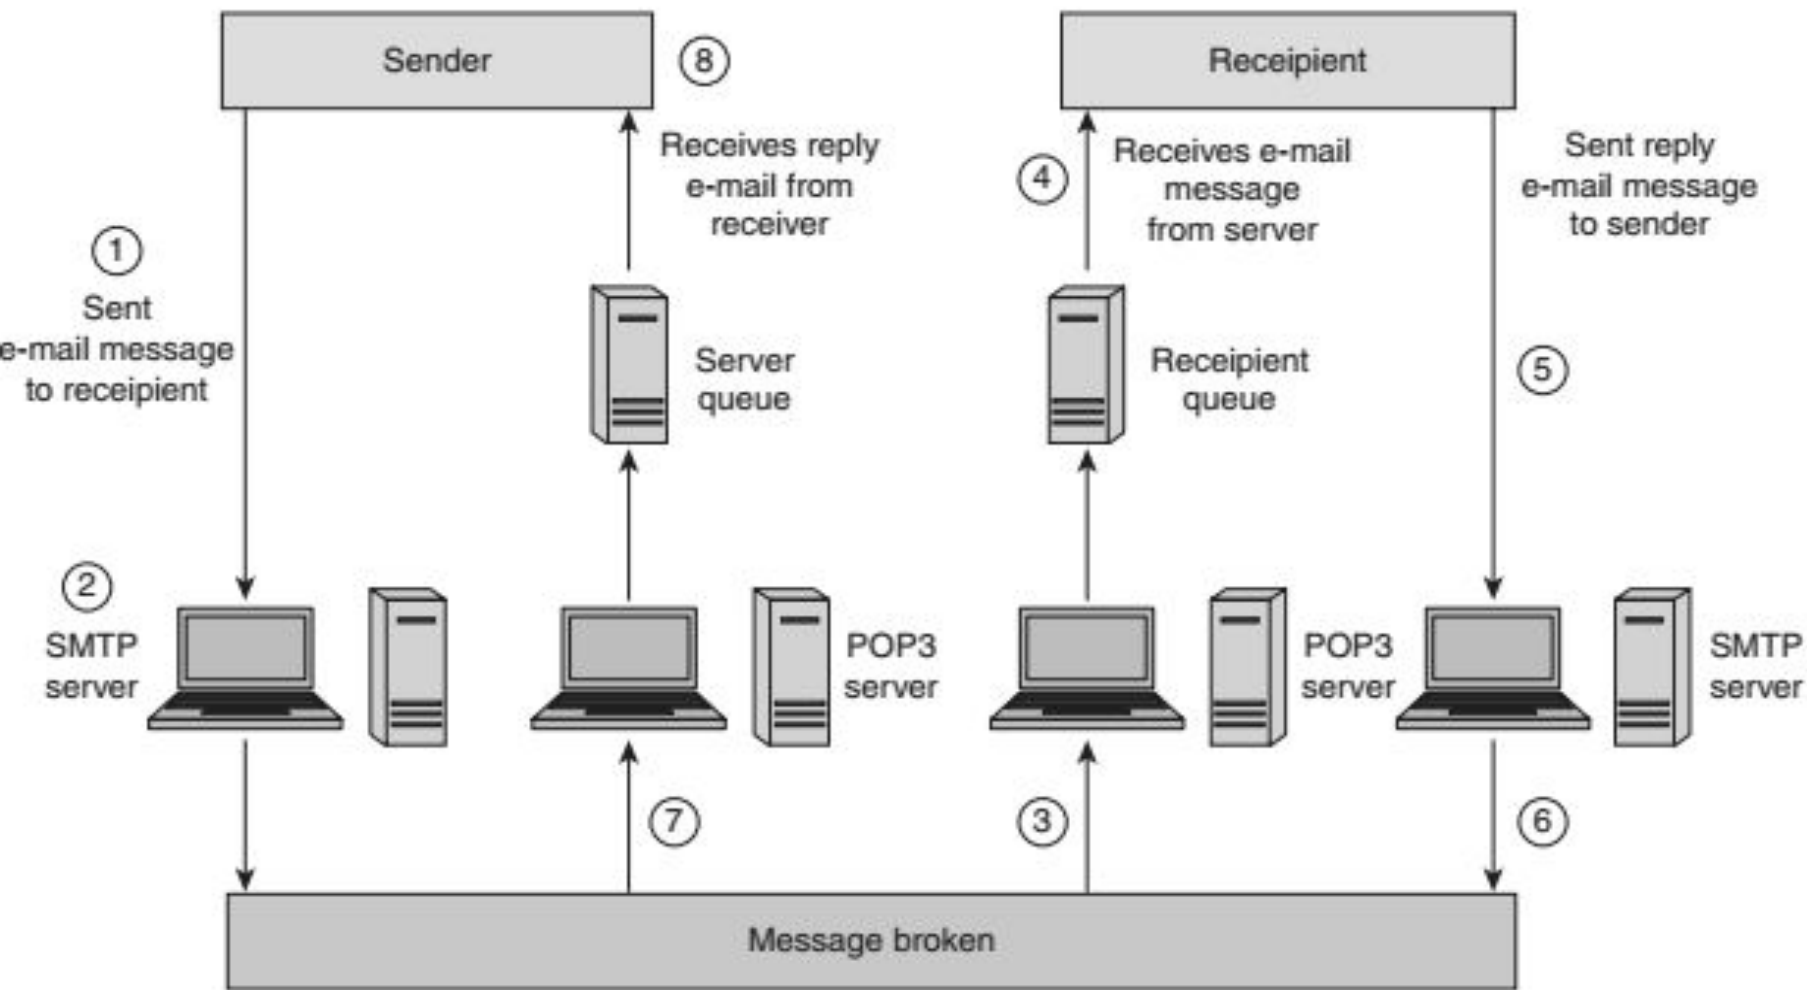 Sender
8
Receipient
Receives reply
e-mail from
receiver
4
Receives e-mail
message
from server
Sent reply
e-mail message
to sender
1
Sent
e-mail message
to receipient
Server
queue
Receipient
queue
5
2
SMTP
server
POP3
server
POP3
server
SMTP
server
7
3
6
Message broken